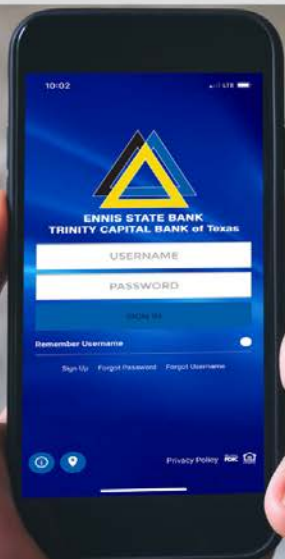 10:02
LTE
ENNIS STATE BANK
TRINITY CAPITAL BANK of Texas
USERNAME
PASSWORD
SIGN IN
Remember Username
Sign Up Forgot Password Forgot Username
Privacy Policy FDIC